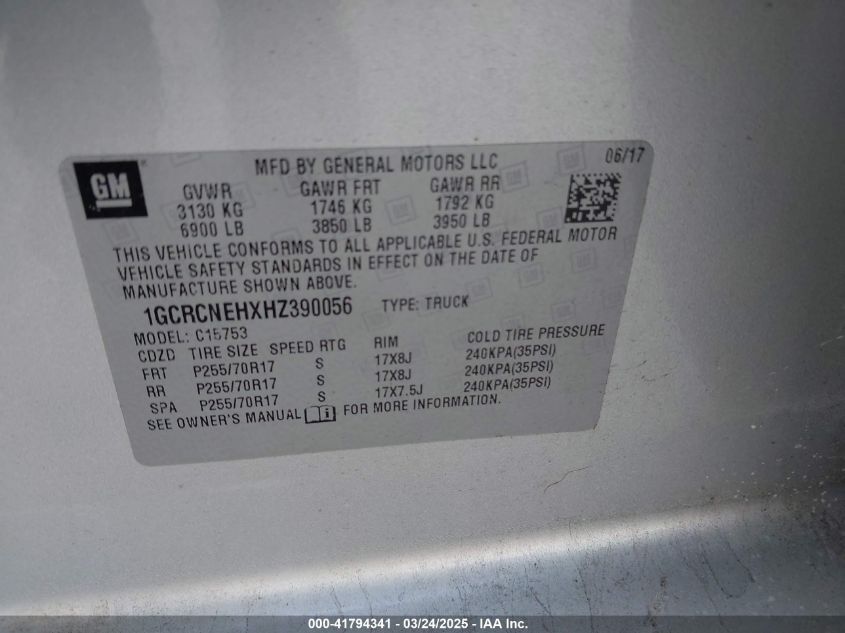 GM
MFD BY GENERAL MOTORS LLC 06/17
GVWR GAWR FRT GAWR RR
3130 KG 1746 KG 1792 KG
6900 LB 3850 LB 3950 LB
THIS VEHICLE CONFORMS TO ALL APPLICABLE U.S. FEDERAL MOTOR
VEHICLE SAFETY STANDARDS IN EFFECT ON THE DATE OF
MANUFACTURE SHOWN ABOVE.
1GCRCNEHXHZ390056 TYPE: TRUCK
MODEL: C15753
CDZD TIRE SIZE SPEED RTG RIM COLD TIRE PRESSURE
FRT P255/70R17 S 17X8J 240KPA(35PSI)
RR P255/70R17 S 17X8J 240KPA(35PSI)
SPA P255/70R17 S 17X7.5J 240KPA(35PSI)
SEE OWNER'S MANUAL i FOR MORE INFORMATION.
000-41794341 - 03/24/2025 - IAA Inc.